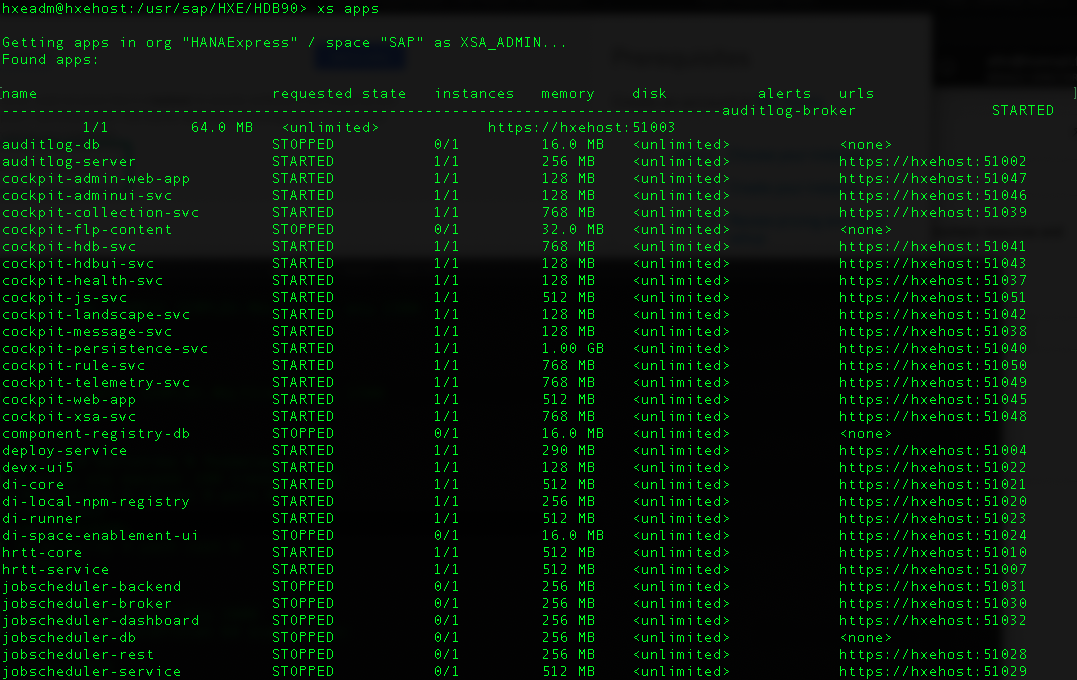 hxeadm@hxehost:/usr/sap/HXE/HDB90> xs apps
Getting apps in org "HANAExpress" / space "SAP" as XSA_ADMIN...
Found apps:
name requested state instances memory disk alerts urls
--------------------------------------------------------------------------------auditlog-broker STARTED
1/1 64.0 MB <unlimited> https://hxehost:51003
auditlog-db STOPPED 0/1 16.0 MB <unlimited> <none>
auditlog-server STARTED 1/1 256 MB <unlimited> https://hxehost:51002
cockpit-admin-web-app STARTED 1/1 128 MB <unlimited> https://hxehost:51047
cockpit-adminui-svc STARTED 1/1 128 MB <unlimited> https://hxehost:51046
cockpit-collection-svc STARTED 1/1 768 MB <unlimited> https://hxehost:51039
cockpit-flp-content STOPPED 0/1 32.0 MB <unlimited> <none>
cockpit-hdb-svc STARTED 1/1 768 MB <unlimited> https://hxehost:51041
cockpit-hdbui-svc STARTED 1/1 128 MB <unlimited> https://hxehost:51043
cockpit-health-svc STARTED 1/1 128 MB <unlimited> https://hxehost:51037
cockpit-js-svc STARTED 1/1 512 MB <unlimited> https://hxehost:51051
cockpit-landscape-svc STARTED 1/1 128 MB <unlimited> https://hxehost:51042
cockpit-message-svc STARTED 1/1 128 MB <unlimited> https://hxehost:51038
cockpit-persistence-svc STARTED 1/1 1.00 GB <unlimited> https://hxehost:51040
cockpit-rule-svc STARTED 1/1 768 MB <unlimited> https://hxehost:51050
cockpit-telemetry-svc STARTED 1/1 768 MB <unlimited> https://hxehost:51049
cockpit-web-app STARTED 1/1 512 MB <unlimited> https://hxehost:51045
cockpit-xsa-svc STARTED 1/1 768 MB <unlimited> https://hxehost:51048
component-registry-db STOPPED 0/1 16.0 MB <unlimited> <none>
deploy-service STARTED 1/1 290 MB <unlimited> https://hxehost:51004
devx-ui5 STARTED 1/1 128 MB <unlimited> https://hxehost:51022
di-core STARTED 1/1 512 MB <unlimited> https://hxehost:51021
di-local-npm-registry STARTED 1/1 256 MB <unlimited> https://hxehost:51020
di-runner STARTED 1/1 512 MB <unlimited> https://hxehost:51023
di-space-enablement-ui STOPPED 0/1 16.0 MB <unlimited> https://hxehost:51024
hrtt-core STARTED 1/1 512 MB <unlimited> https://hxehost:51010
hrtt-service STARTED 1/1 512 MB <unlimited> https://hxehost:51007
jobscheduler-backend STOPPED 0/1 256 MB <unlimited> https://hxehost:51031
jobscheduler-broker STOPPED 0/1 256 MB <unlimited> https://hxehost:51030
jobscheduler-dashboard STOPPED 0/1 256 MB <unlimited> https://hxehost:51032
jobscheduler-db STOPPED 0/1 256 MB <unlimited> <none>
jobscheduler-rest STOPPED 0/1 256 MB <unlimited> https://hxehost:51028
jobscheduler-service STOPPED 0/1 512 MB <unlimited> https://hxehost:51029